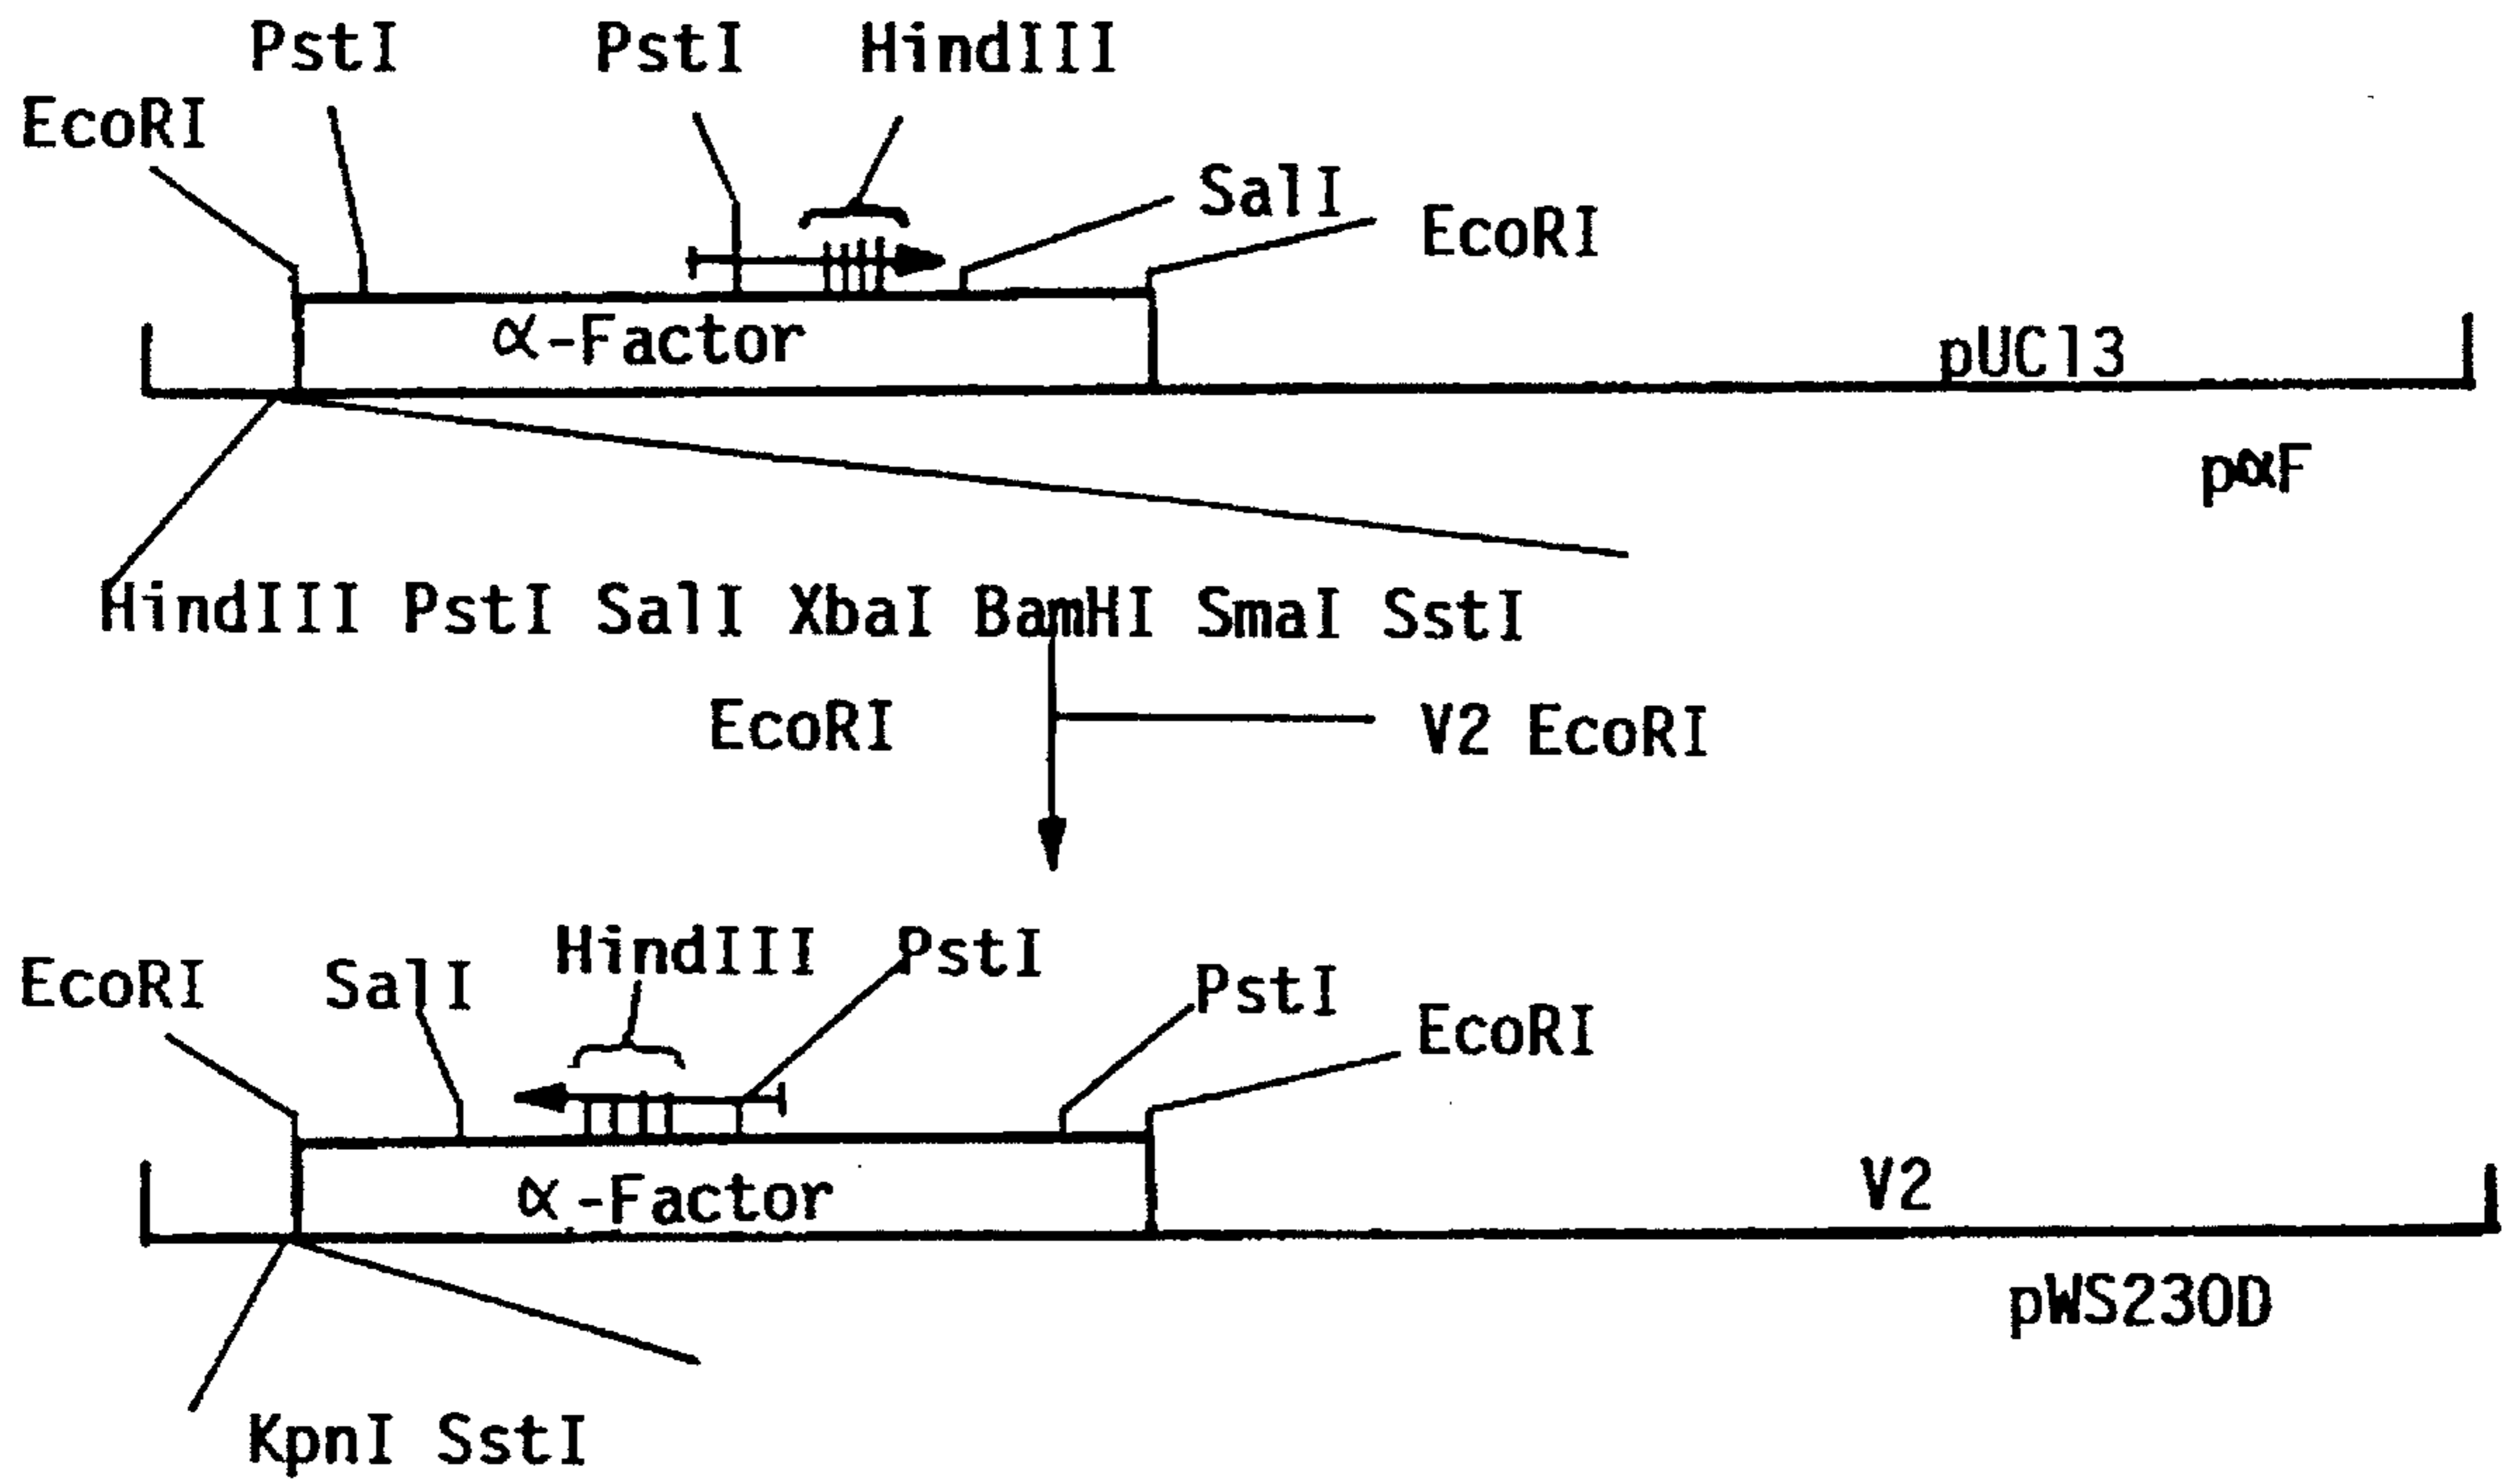 PstI PstI HindIII
EcoRI
SalI
EcoRI
α-Factor
pUC13
pαF
HindIII PstI SalI XbaI BamHI SmaI SstI
EcoRI V2 EcoRI
HindIII PstI
EcoRI SalI PstI
EcoRI
α-Factor
V2
pWS230D
KpnI SstI